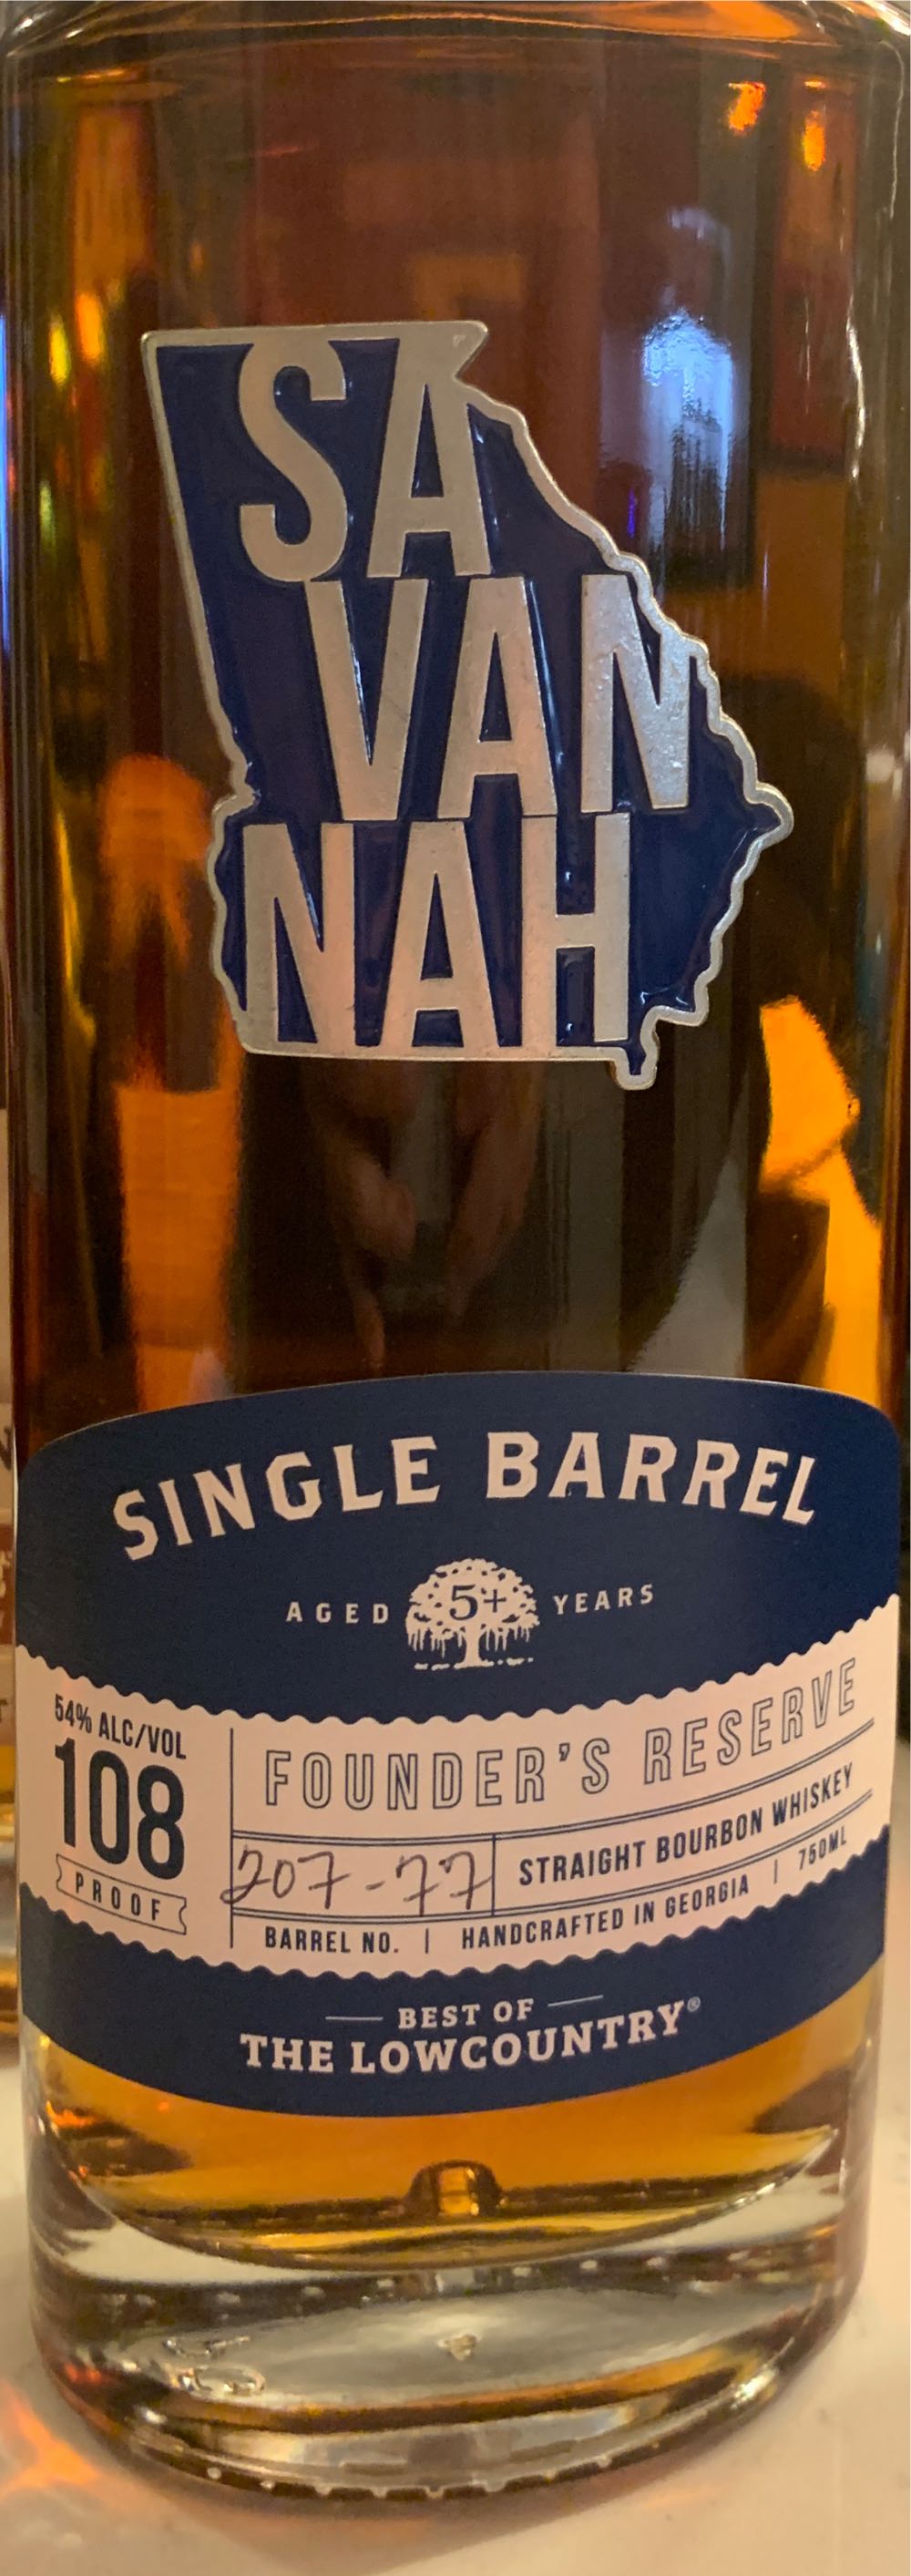 SA
VAN
NAH
SINGLE BARREL
AGED 5+ YEARS
54% ALC/VOL
108
PROOF
FOUNDER'S RESERVE
207-77
STRAIGHT BOURBON WHISKEY
BARREL NO. | HANDCRAFTED IN GEORGIA | 750ML
BEST OF
THE LOWCOUNTRY®